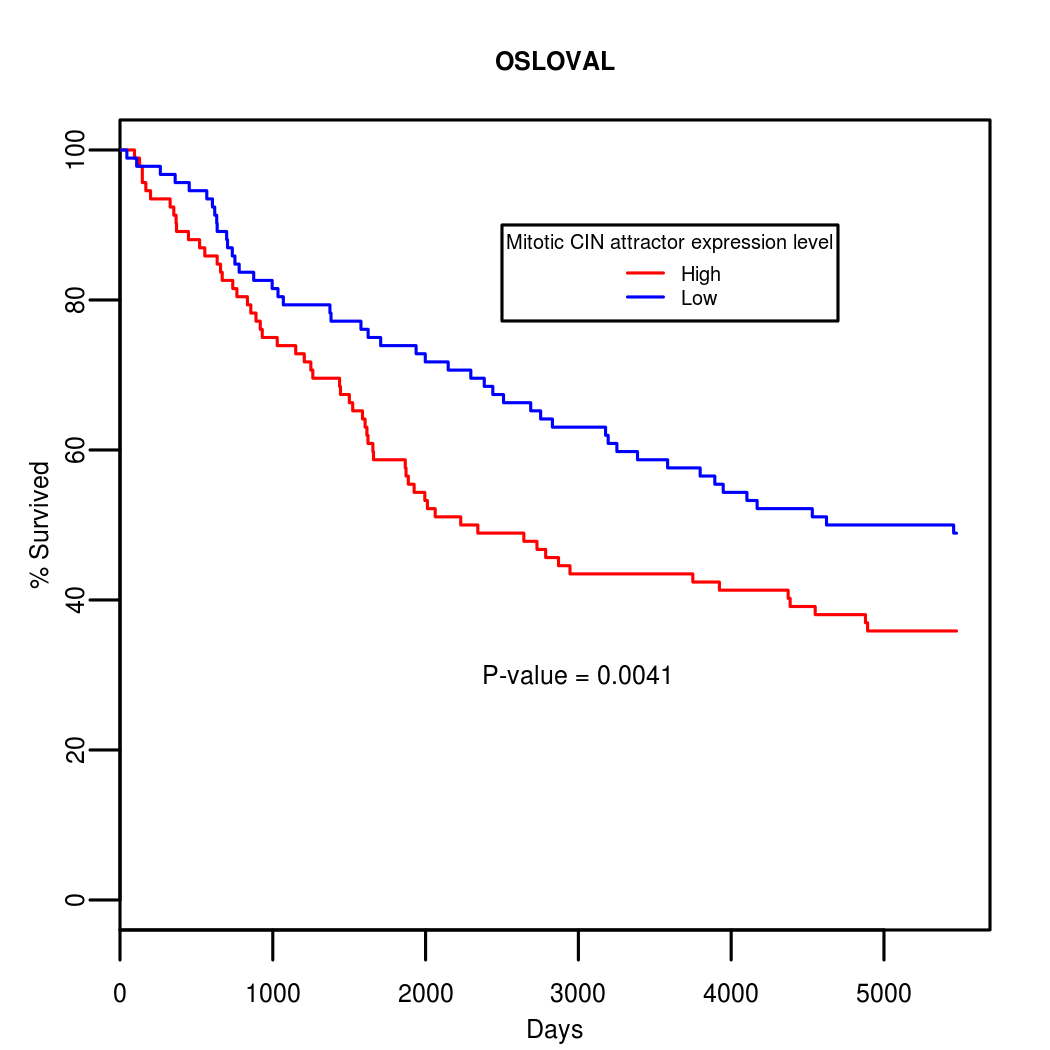 OSLOVAL
100
80
60
40
20
0
% Survived
Mitotic CIN attractor expression level
High
Low
P-value = 0.0041
0 1000 2000 3000 4000 5000
Days